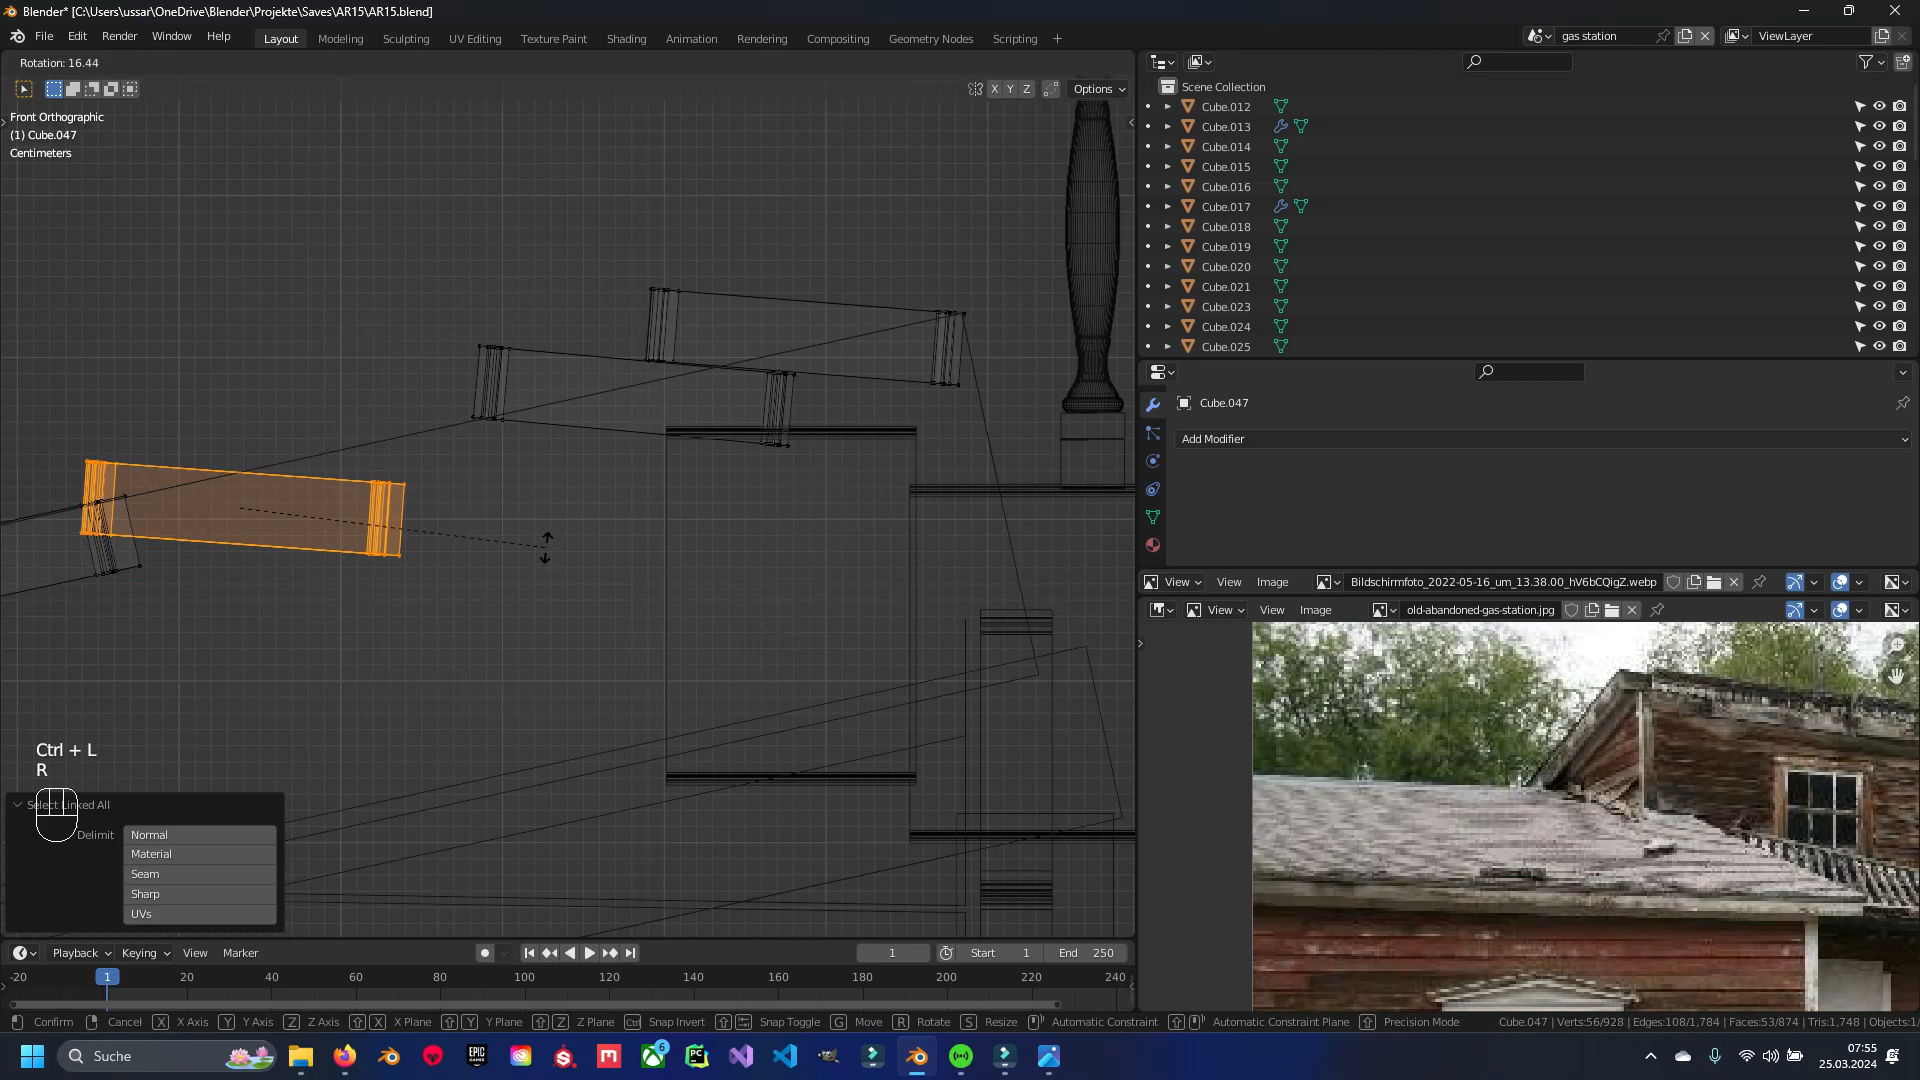 Blender* [C:\Users\ussar\OneDrive\Blender\Projekte\Saves\AR15\AR15.blend]
File Edit Render Window Help Layout Modeling Sculpting UV Editing Texture Paint Shading Animation Rendering Compositing Geometry Nodes Scripting + gas station ViewLayer
Rotation: 16.44
X Y Z Options
Front Orthographic
(1) Cube.047
Centimeters
Scene Collection
Cube.012
Cube.013
Cube.014
Cube.015
Cube.016
Cube.017
Cube.018
Cube.019
Cube.020
Cube.021
Cube.023
Cube.024
Cube.025
Cube.047
Add Modifier
View View Image Bildschirmfoto_2022-05-16_um_13.38.00_hV6bCQigZ.webp
View View Image old-abandoned-gas-station.jpg
Ctrl + L
R
Select Linked All
Delimit Normal
Material
Seam
Sharp
UVs
Playback Keying View Marker 1 Start 1 End 250
-20 1 20 40 60 80 100 120 140 160 180 200 220 240
Confirm Cancel X X Axis Y Y Axis Z Z Axis X X Plane Y Y Plane Z Z Plane Ctrl Snap Invert Snap Toggle G Move R Rotate S Resize Automatic Constraint Automatic Constraint Plane Precision Mode Cube.047 | Verts:56/928 | Edges:108/1,784 | Faces:53/874 | Tris:1,748 | Objects:1/
Suche EPIC GAMES 6 PC 07:55
25.03.2024